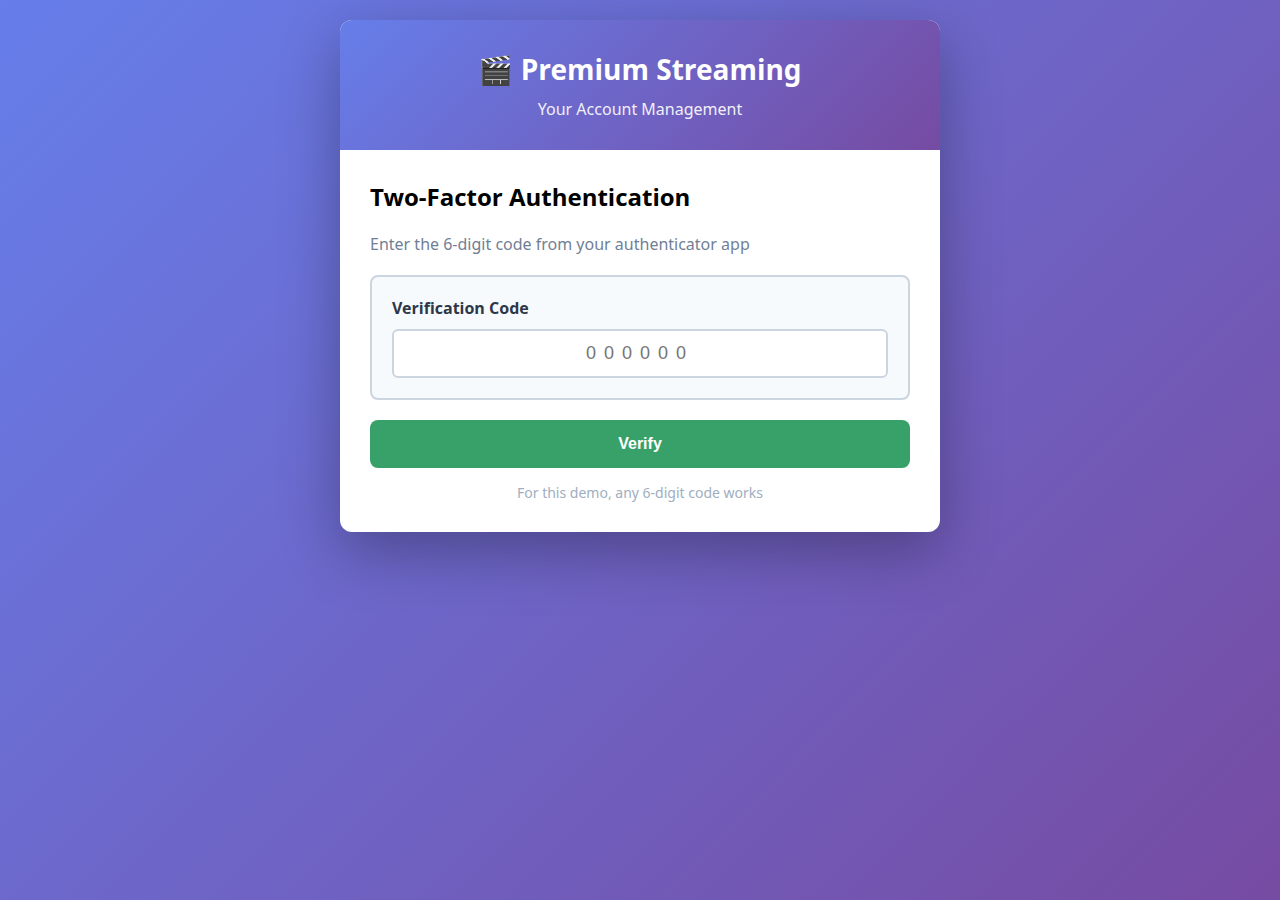 🎬 Premium Streaming
Your Account Management
Two-Factor Authentication
Enter the 6-digit code from your authenticator app
Verification Code
000000
Verify
For this demo, any 6-digit code works